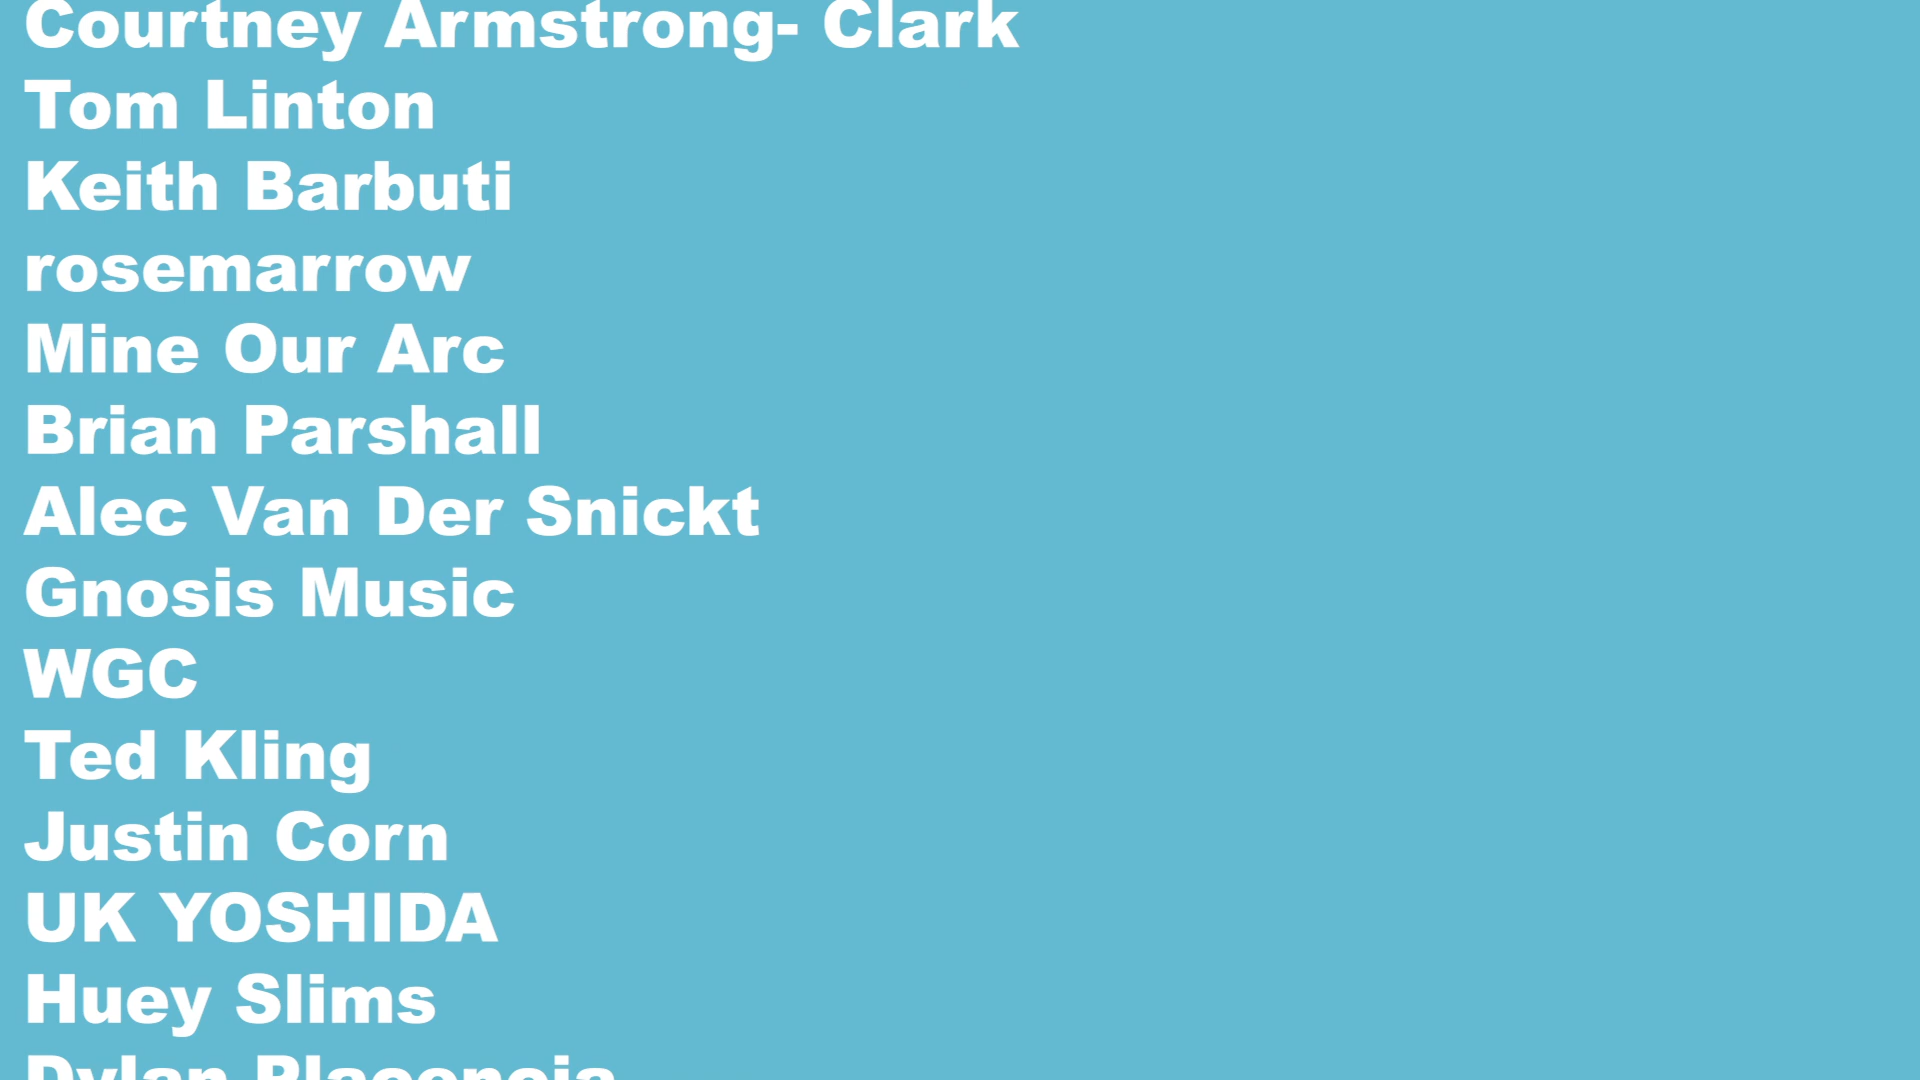 Courtney Armstrong- Clark
Tom Linton
Keith Barbuti
rosemarrow
Mine Our Arc
Brian Parshall
Alec Van Der Snickt
Gnosis Music
WGC
Ted Kling
Justin Corn
UK YOSHIDA
Huey Slims
Dylan Placencia